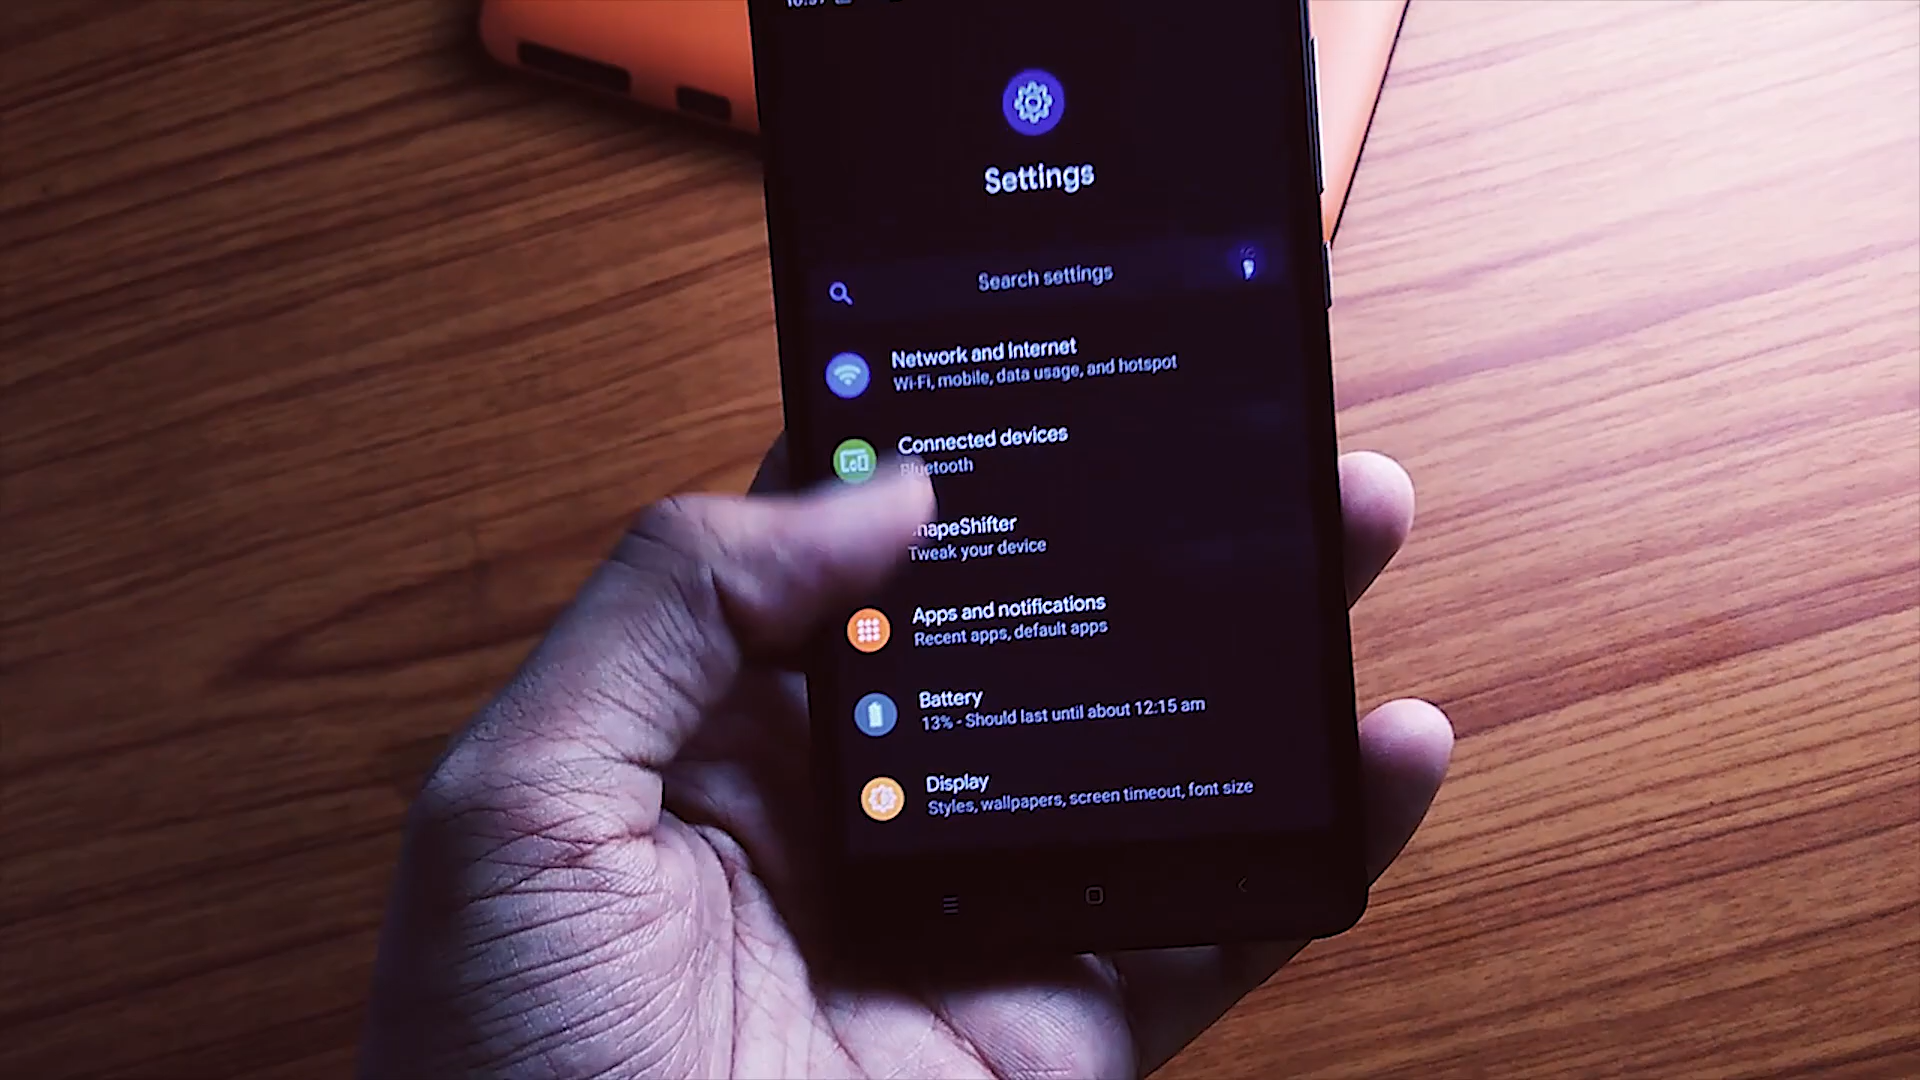 Settings
Search settings
Network and Internet
Wi-Fi, mobile, data usage, and hotspot
Connected devices
Bluetooth
Tweak your device
Apps and notifications
Recent apps, default apps
Battery
13% - Should last until about 12:15 am
Display
Styles, wallpapers, screen timeout, font size